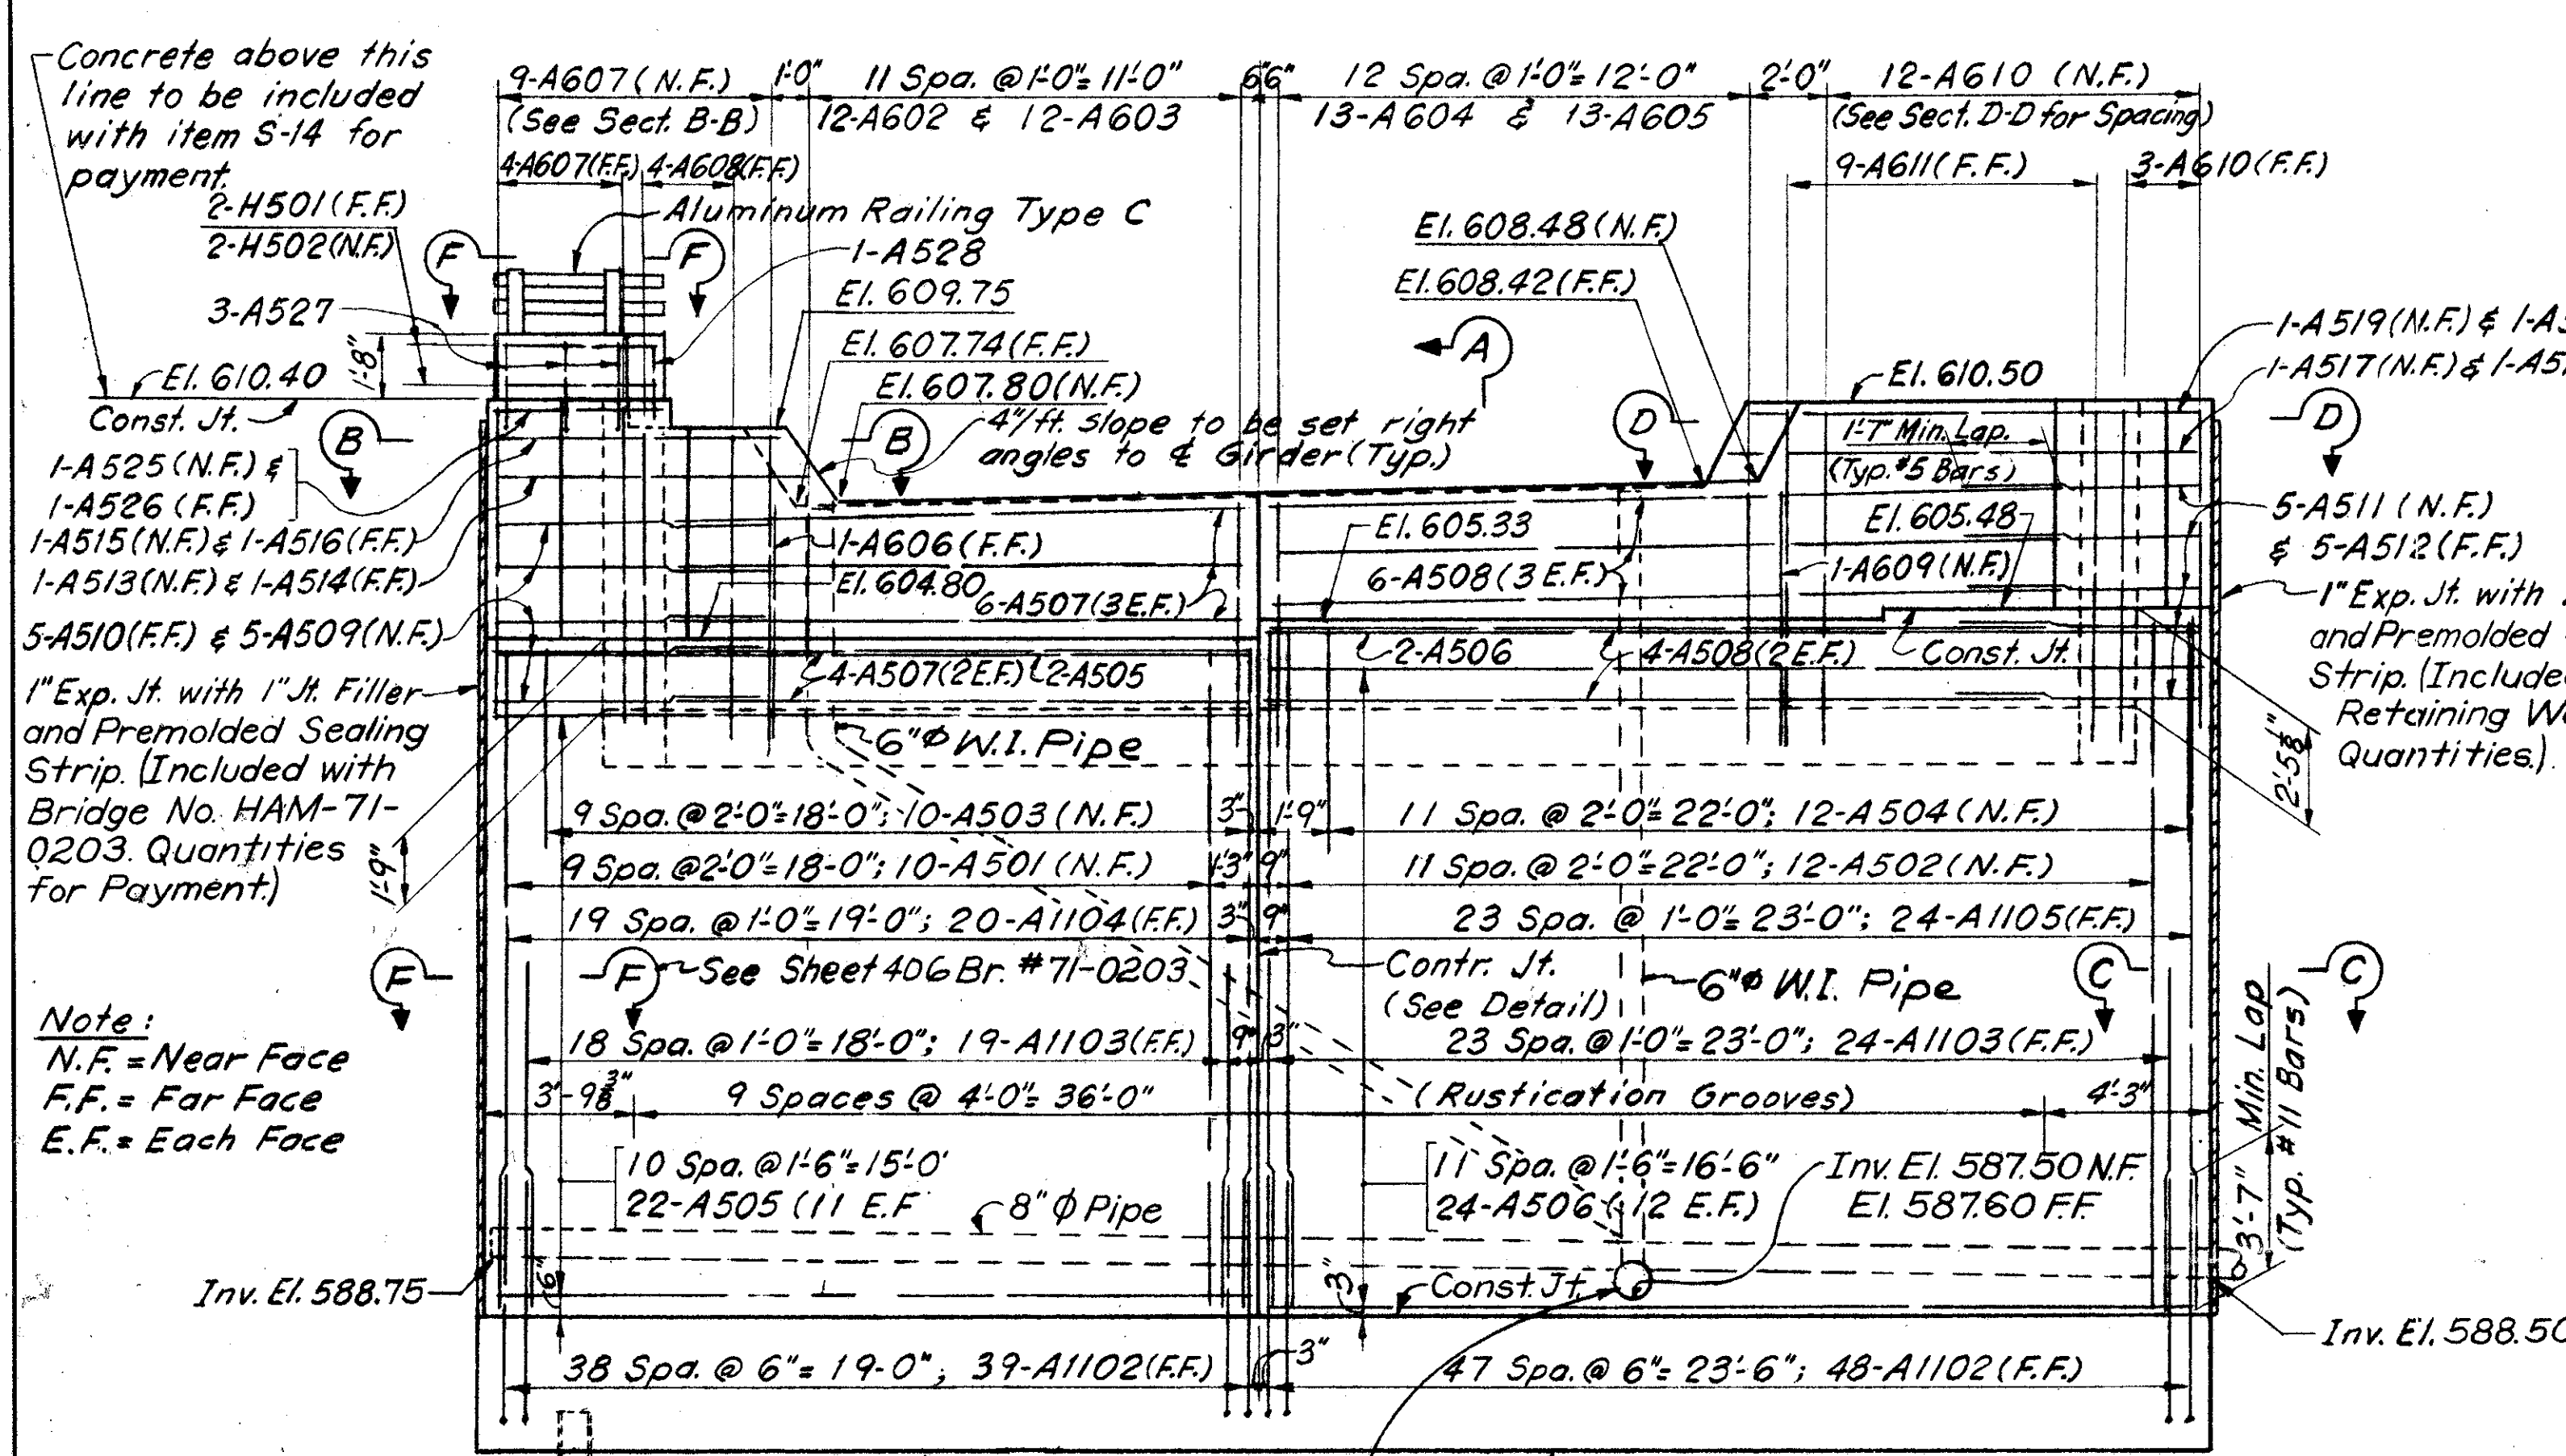 Concrete above this
line to be included
with item S-14 for
payment.
9-A607 (N.F.)
(See Sect. B-B)
1'-0"
11 Spa. @ 1'-0"= 11'-0"
12-A602 & 12-A603
6"6"
12 Spa. @ 1'-0"= 12'-0"
13-A604 & 13-A605
2'-0"
12-A610 (N.F.)
(See Sect. D-D for Spacing)
4-A607(F.F.)
4-A608(F.F.)
9-A611(F.F.)
3-A610(F.F.)
2-H501(F.F.)
2-H502(N.F.)
Aluminum Railing Type C
F
F
1-A528
El. 609.75
3-A527
1'-8"
El. 610.40
Const. Jt.
El. 607.74(F.F.)
El. 607.80(N.F.)
El. 608.48(N.F.)
El. 608.42(F.F.)
A
El. 610.50
1-A519(N.F.) &
1-A517(N.F.) &
B
B
4"/ft. slope to be set right
angles to ℄ Girder (Typ.)
D
D
1'-7" Min. Lap.
(Typ. #5 Bars)
1-A525(N.F.) &
1-A526(F.F.)
1-A515(N.F.) & 1-A516(F.F.)
1-A513(N.F.) & 1-A514(F.F.)
5-A510(F.F.) & 5-A509(N.F.)
1-A606(F.F.)
El. 604.80
6-A507(3E.F.)
El. 605.33
6-A508(3 E.F.)
El. 605.48
1-A609(N.F.)
5-A511 (N.F.)
& 5-A512(F.F.)
1" Exp. Jt. with
and Premolded
Strip. (Include
Retaining
Quantities.)
4-A507(2E.F.)
2-A505
2-A506
4-A508(2 E.F.)
Const. Jt.
1" Exp. Jt. with 1" Jt. Filler
and Premolded Sealing
Strip. (Included with
Bridge No. HAM-71-
0203. Quantities
for Payment.)
1'-9"
6"Φ W.I. Pipe
2'-5⅛"
9 Spa. @ 2'-0"=18'-0"; 10-A503 (N.F.)
3"
1'-9"
11 Spa. @ 2'-0"= 22'-0"; 12-A504(N.F.)
9 Spa. @2'-0"=18'-0"; 10-A501 (N.F.)
1'-3"
9"
11 Spa. @ 2'-0"=22'-0"; 12-A502(N.F.)
19 Spa. @ 1'-0"= 19'-0"; 20-A1104(F.F.)
3"
9"
23 Spa. @ 1'-0"= 23'-0"; 24-A1105(F.F.)
F
F
See Sheet 406 Br. #71-0203
Contr. Jt.
(See Detail)
6"Φ W.I. Pipe
C
C
Note:
N.F. = Near Face
F.F. = Far Face
E.F. = Each Face
18 Spa. @ 1'-0"= 18'-0"; 19-A1103(F.F.)
9"
3"
23 Spa. @ 1'-0"= 23'-0"; 24-A1103(F.F.)
3'-9⅜"
9 Spaces @ 4'-0"= 36'-0"
(Rustication Grooves)
4'-3"
3'-7" Min. Lap
(Typ. #11 Bars)
10 Spa. @ 1'-6"=15'-0"
22-A505 (11 E.F
8"Φ Pipe
11 Spa. @ 1'-6"=16'-6"
24-A506 (12 E.F.)
Inv. El. 587.50 N.F.
El. 587.60 F.F.
Inv. El. 588.75
6"
3"
Const. Jt.
Inv. El. 588.50
38 Spa. @ 6"= 19'-0"; 39-A1102(F.F.)
3"
47 Spa. @ 6"= 23'-6"; 48-A1102(F.F.)